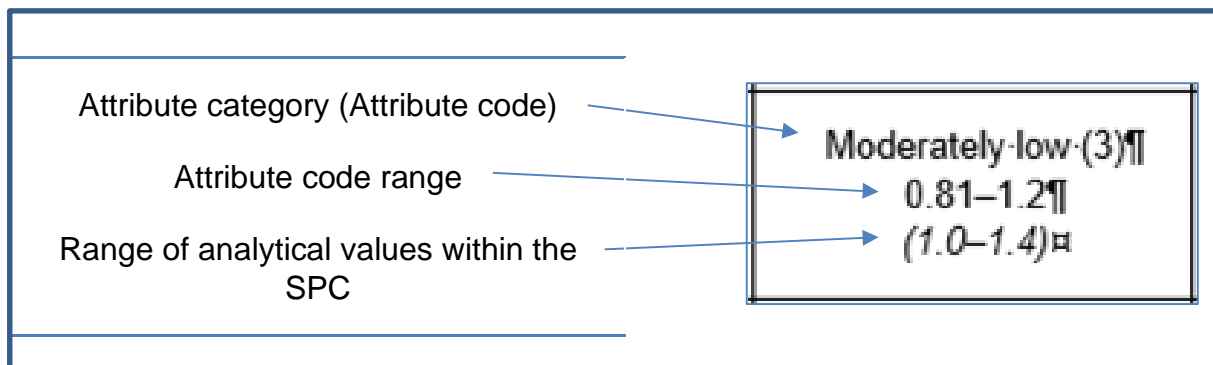 Attribute category (Attribute code)
Attribute code range
Range of analytical values within the
SPC
Moderately·low·(3)¶
0.81–1.2¶
(1.0–1.4)¤